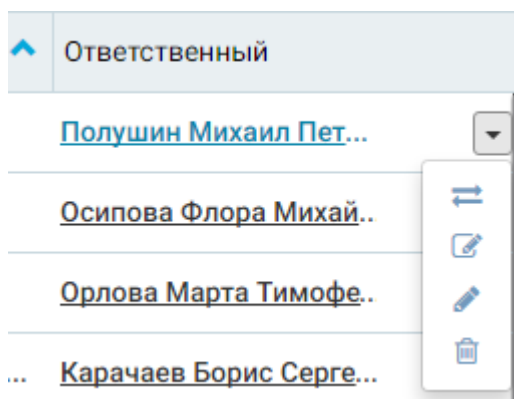 Ответственный
Полушин Михаил Пет...
Осипова Флора Михай..
Орлова Марта Тимофе..
... Карачаев Борис Серге...